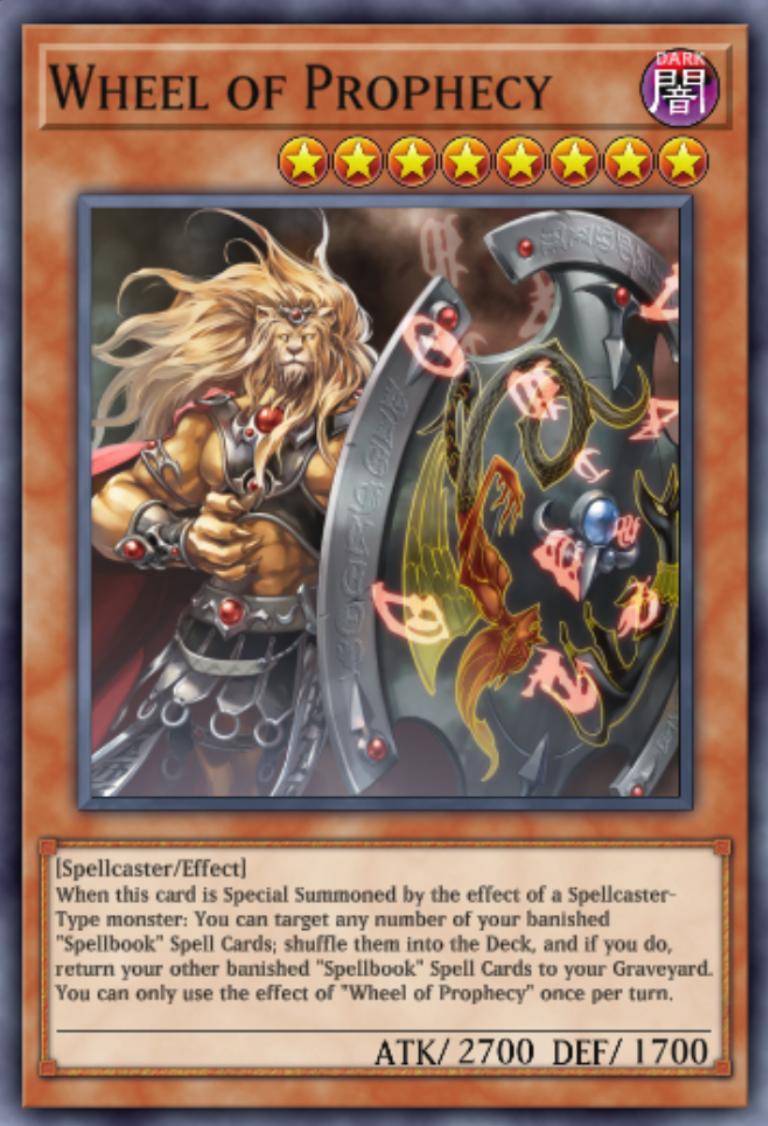 WHEEL OF PROPHECY
DARK
闇
[Spellcaster/Effect]
When this card is Special Summoned by the effect of a Spellcaster-
Type monster: You can target any number of your banished
"Spellbook" Spell Cards; shuffle them into the Deck, and if you do,
return your other banished "Spellbook" Spell Cards to your Graveyard.
You can only use the effect of "Wheel of Prophecy" once per turn.
ATK/ 2700 DEF/ 1700